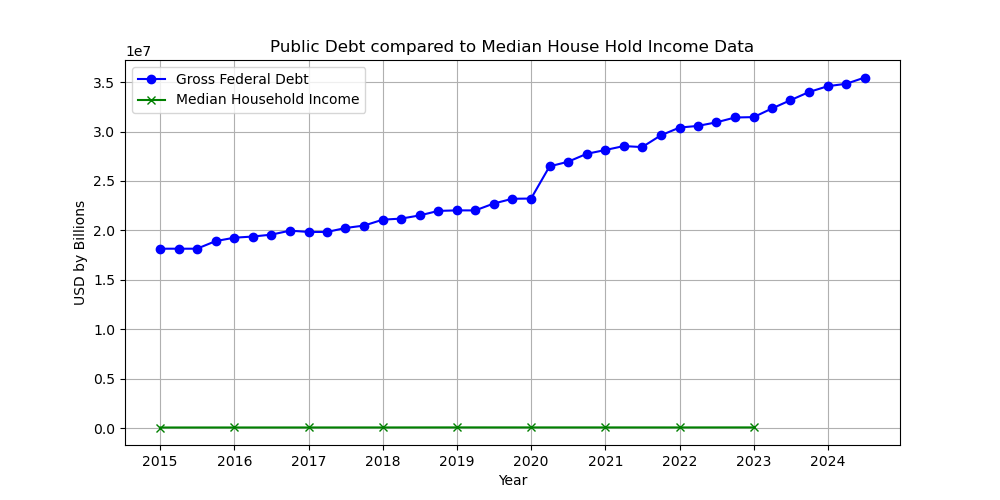 Public Debt compared to Median House Hold Income Data
1e7
Gross Federal Debt
Median Household Income
3.5
3.0
2.5
2.0
1.5
1.0
0.5
0.0
USD by Billions
2015 2016 2017 2018 2019 2020 2021 2022 2023 2024
Year